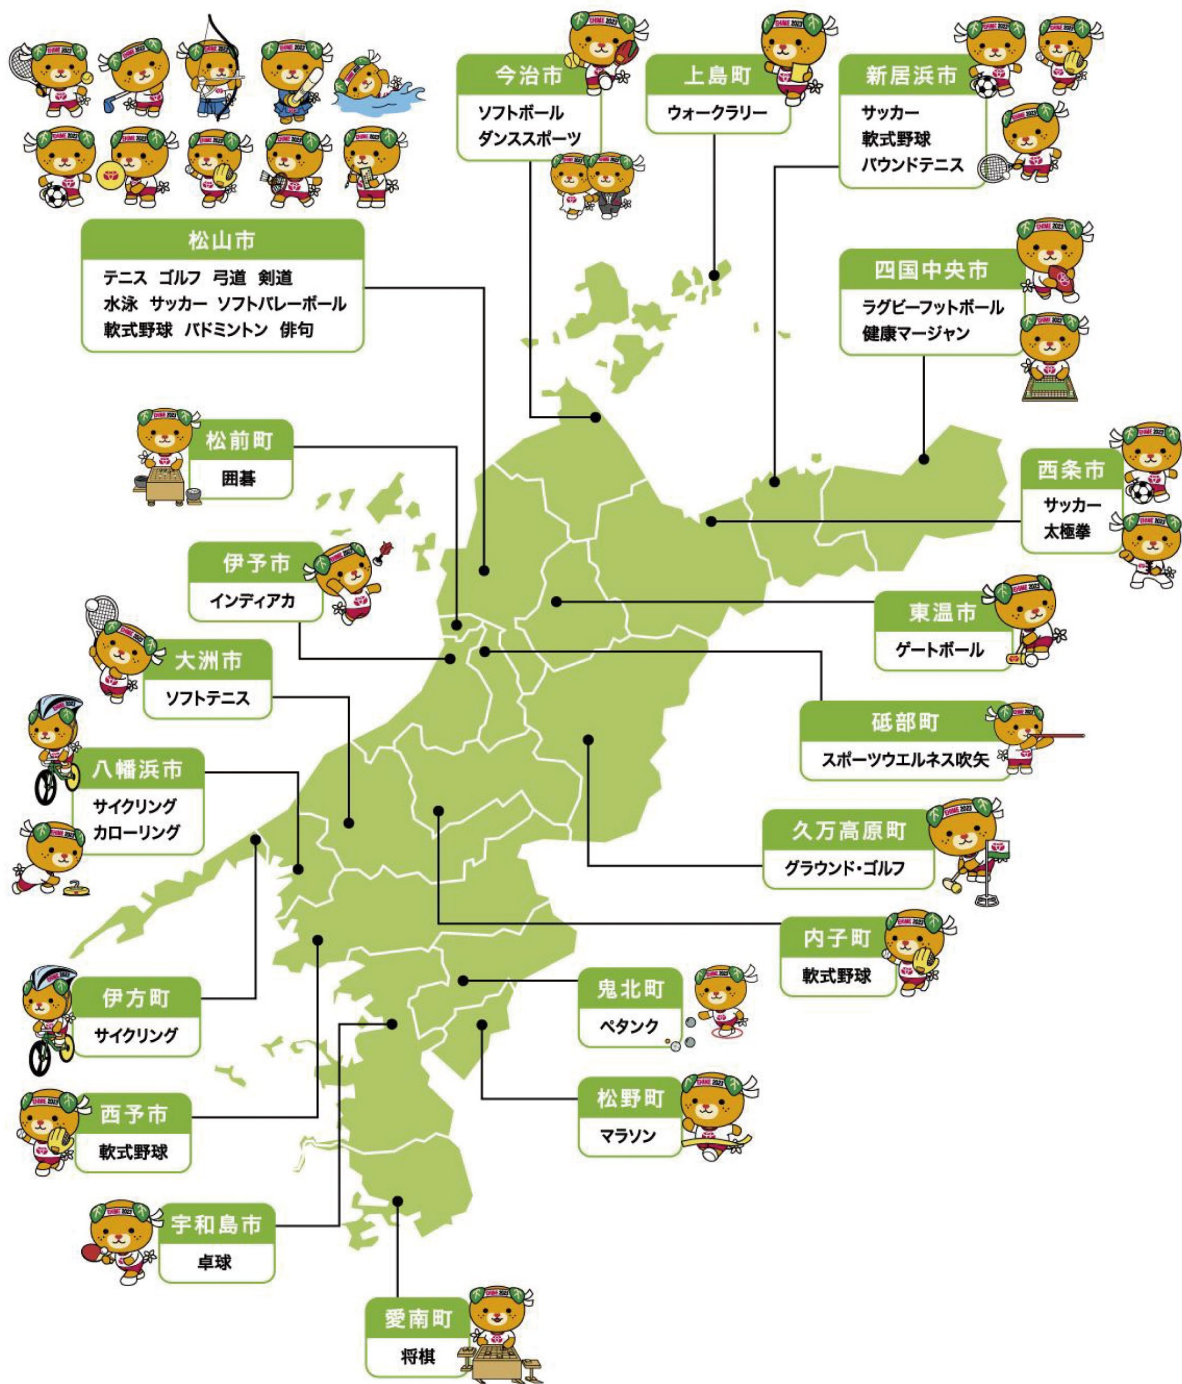 今治市
ソフトボール
ダンススポーツ
上島町
ウォークラリー
新居浜市
サッカー
軟式野球
バウンドテニス
松山市
テニス ゴルフ 弓道 剣道
水泳 サッカー ソフトバレーボール
軟式野球 バドミントン 俳句
四国中央市
ラグビーフットボール
健康マージャン
松前町
囲碁
西条市
サッカー
太極拳
伊予市
インディアカ
東温市
ゲートボール
大洲市
ソフトテニス
砥部町
スポーツウエルネス吹矢
八幡浜市
サイクリング
カローリング
久万高原町
グラウンド・ゴルフ
内子町
軟式野球
伊方町
サイクリング
鬼北町
ペタンク
西予市
軟式野球
松野町
マラソン
宇和島市
卓球
愛南町
将棋